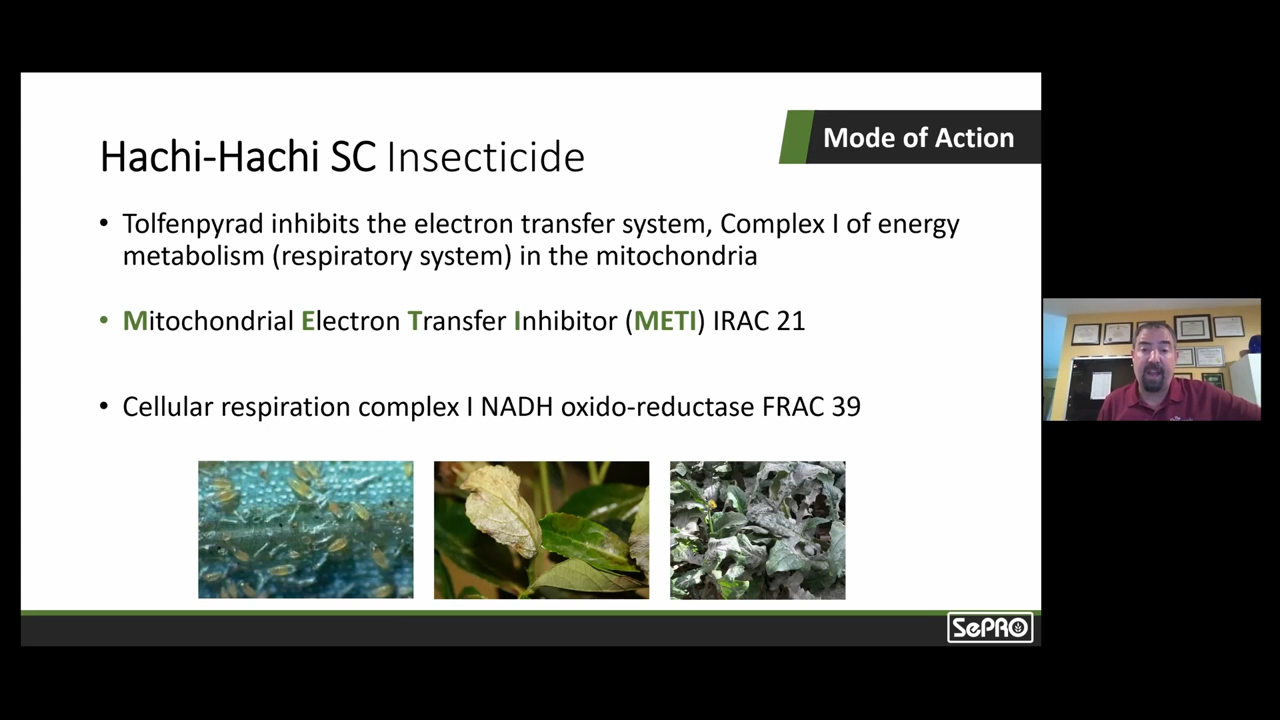 Mode of Action
Hachi-Hachi SC Insecticide
• Tolfenpyrad inhibits the electron transfer system, Complex I of energy
metabolism (respiratory system) in the mitochondria
• Mitochondrial Electron Transfer Inhibitor (METI) IRAC 21
• Cellular respiration complex I NADH oxido-reductase FRAC 39
SePRO